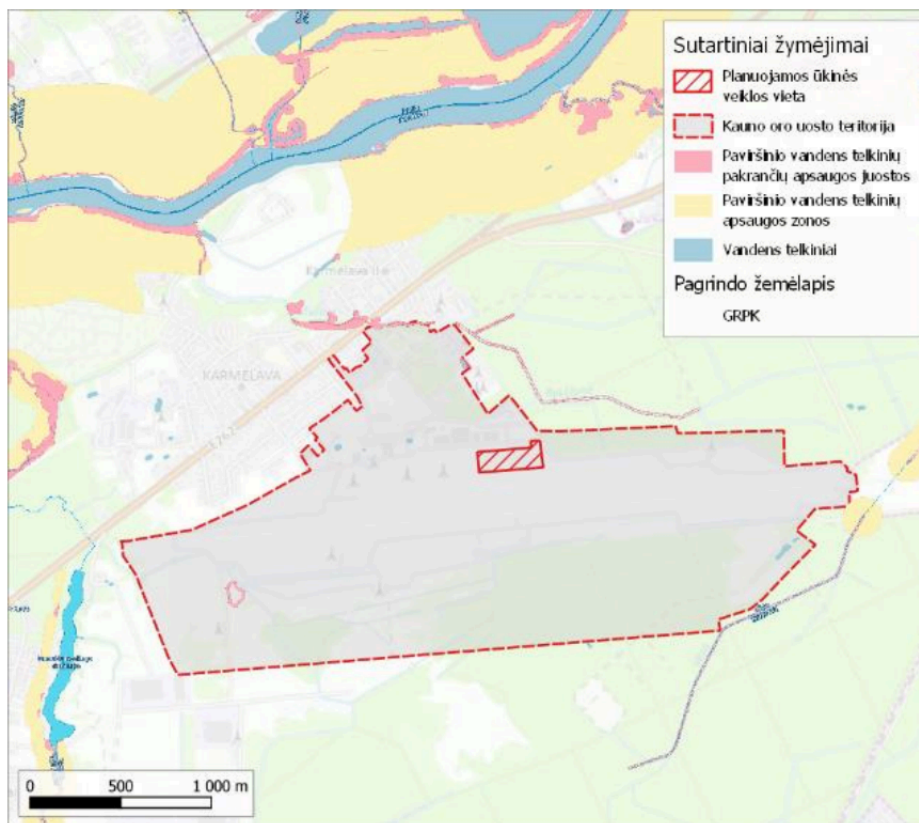 Sutartiniai žymėjimai
Planuojamos ūkinės
veiklos vieta
Kauno oro uosto teritorija
Paviršinio vandens telkinių
pakrančių apsaugos juostos
Paviršinio vandens telkinių
apsaugos zonos
Vandens telkiniai
Pagrindo žemėlapis
GRPK
KARMELAVA
0 500 1 000 m